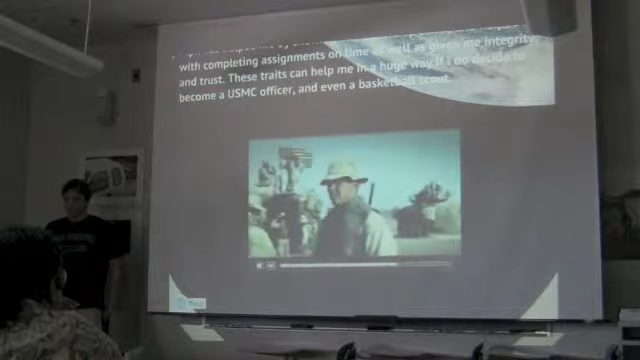 with completing assignments on time as well as given me integrity,
and trust. These traits can help me in a huge way if I do decide to
become a USMC officer, and even a basketball scout.
Prezi